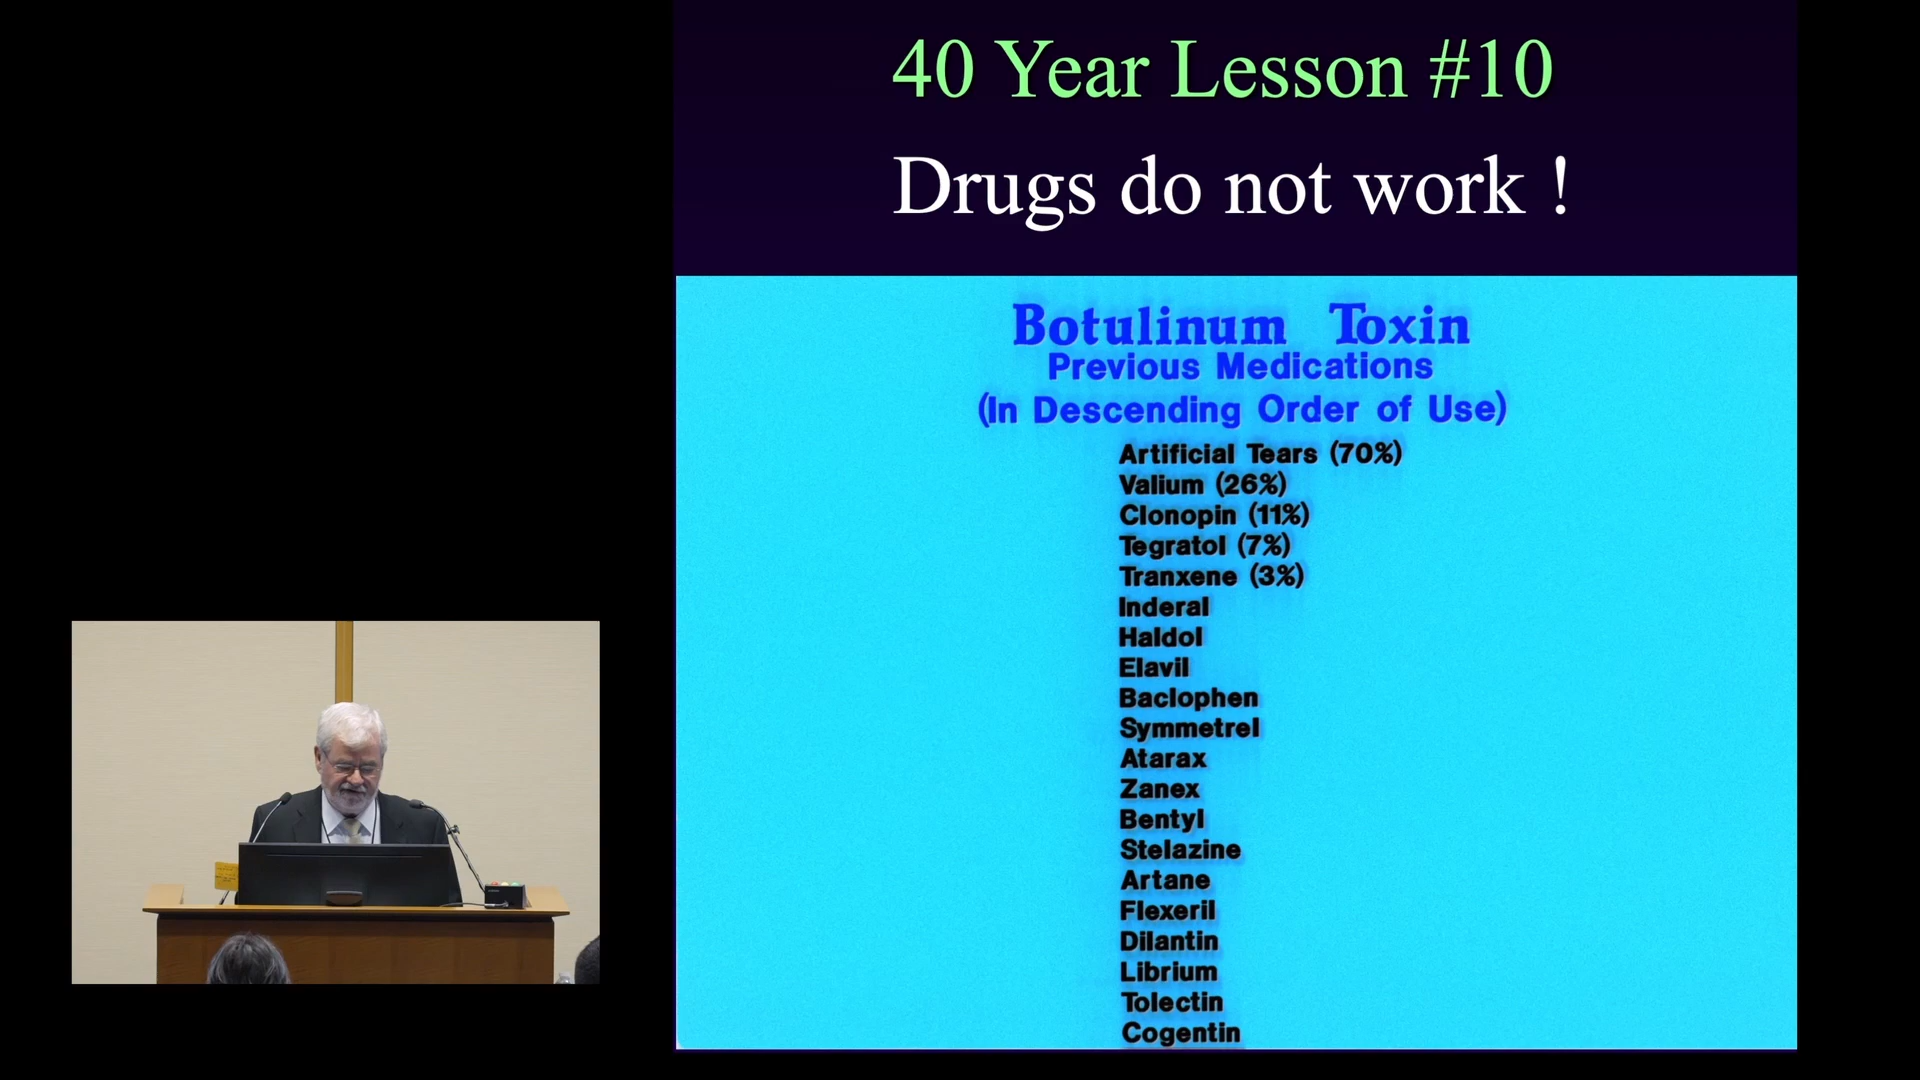 40 Year Lesson #10
Drugs do not work !
Botulinum Toxin
Previous Medications
(In Descending Order of Use)
Artificial Tears (70%)
Valium (26%)
Clonopin (11%)
Tegratol (7%)
Tranxene (3%)
Inderal
Haldol
Elavil
Baclophen
Symmetrel
Atarax
Zanex
Bentyl
Stelazine
Artane
Flexeril
Dilantin
Librium
Tolectin
Cogentin